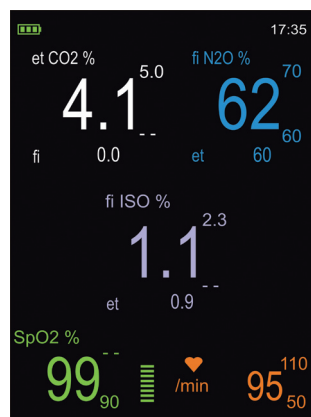 17:35
et CO2 %
5.0
4.1
--
fi 0.0
fi N2O %
70
62
60
et 60
fi ISO %
2.3
1.1
--
et 0.9
SpO2 %
--
99
90
/min
110
95
50